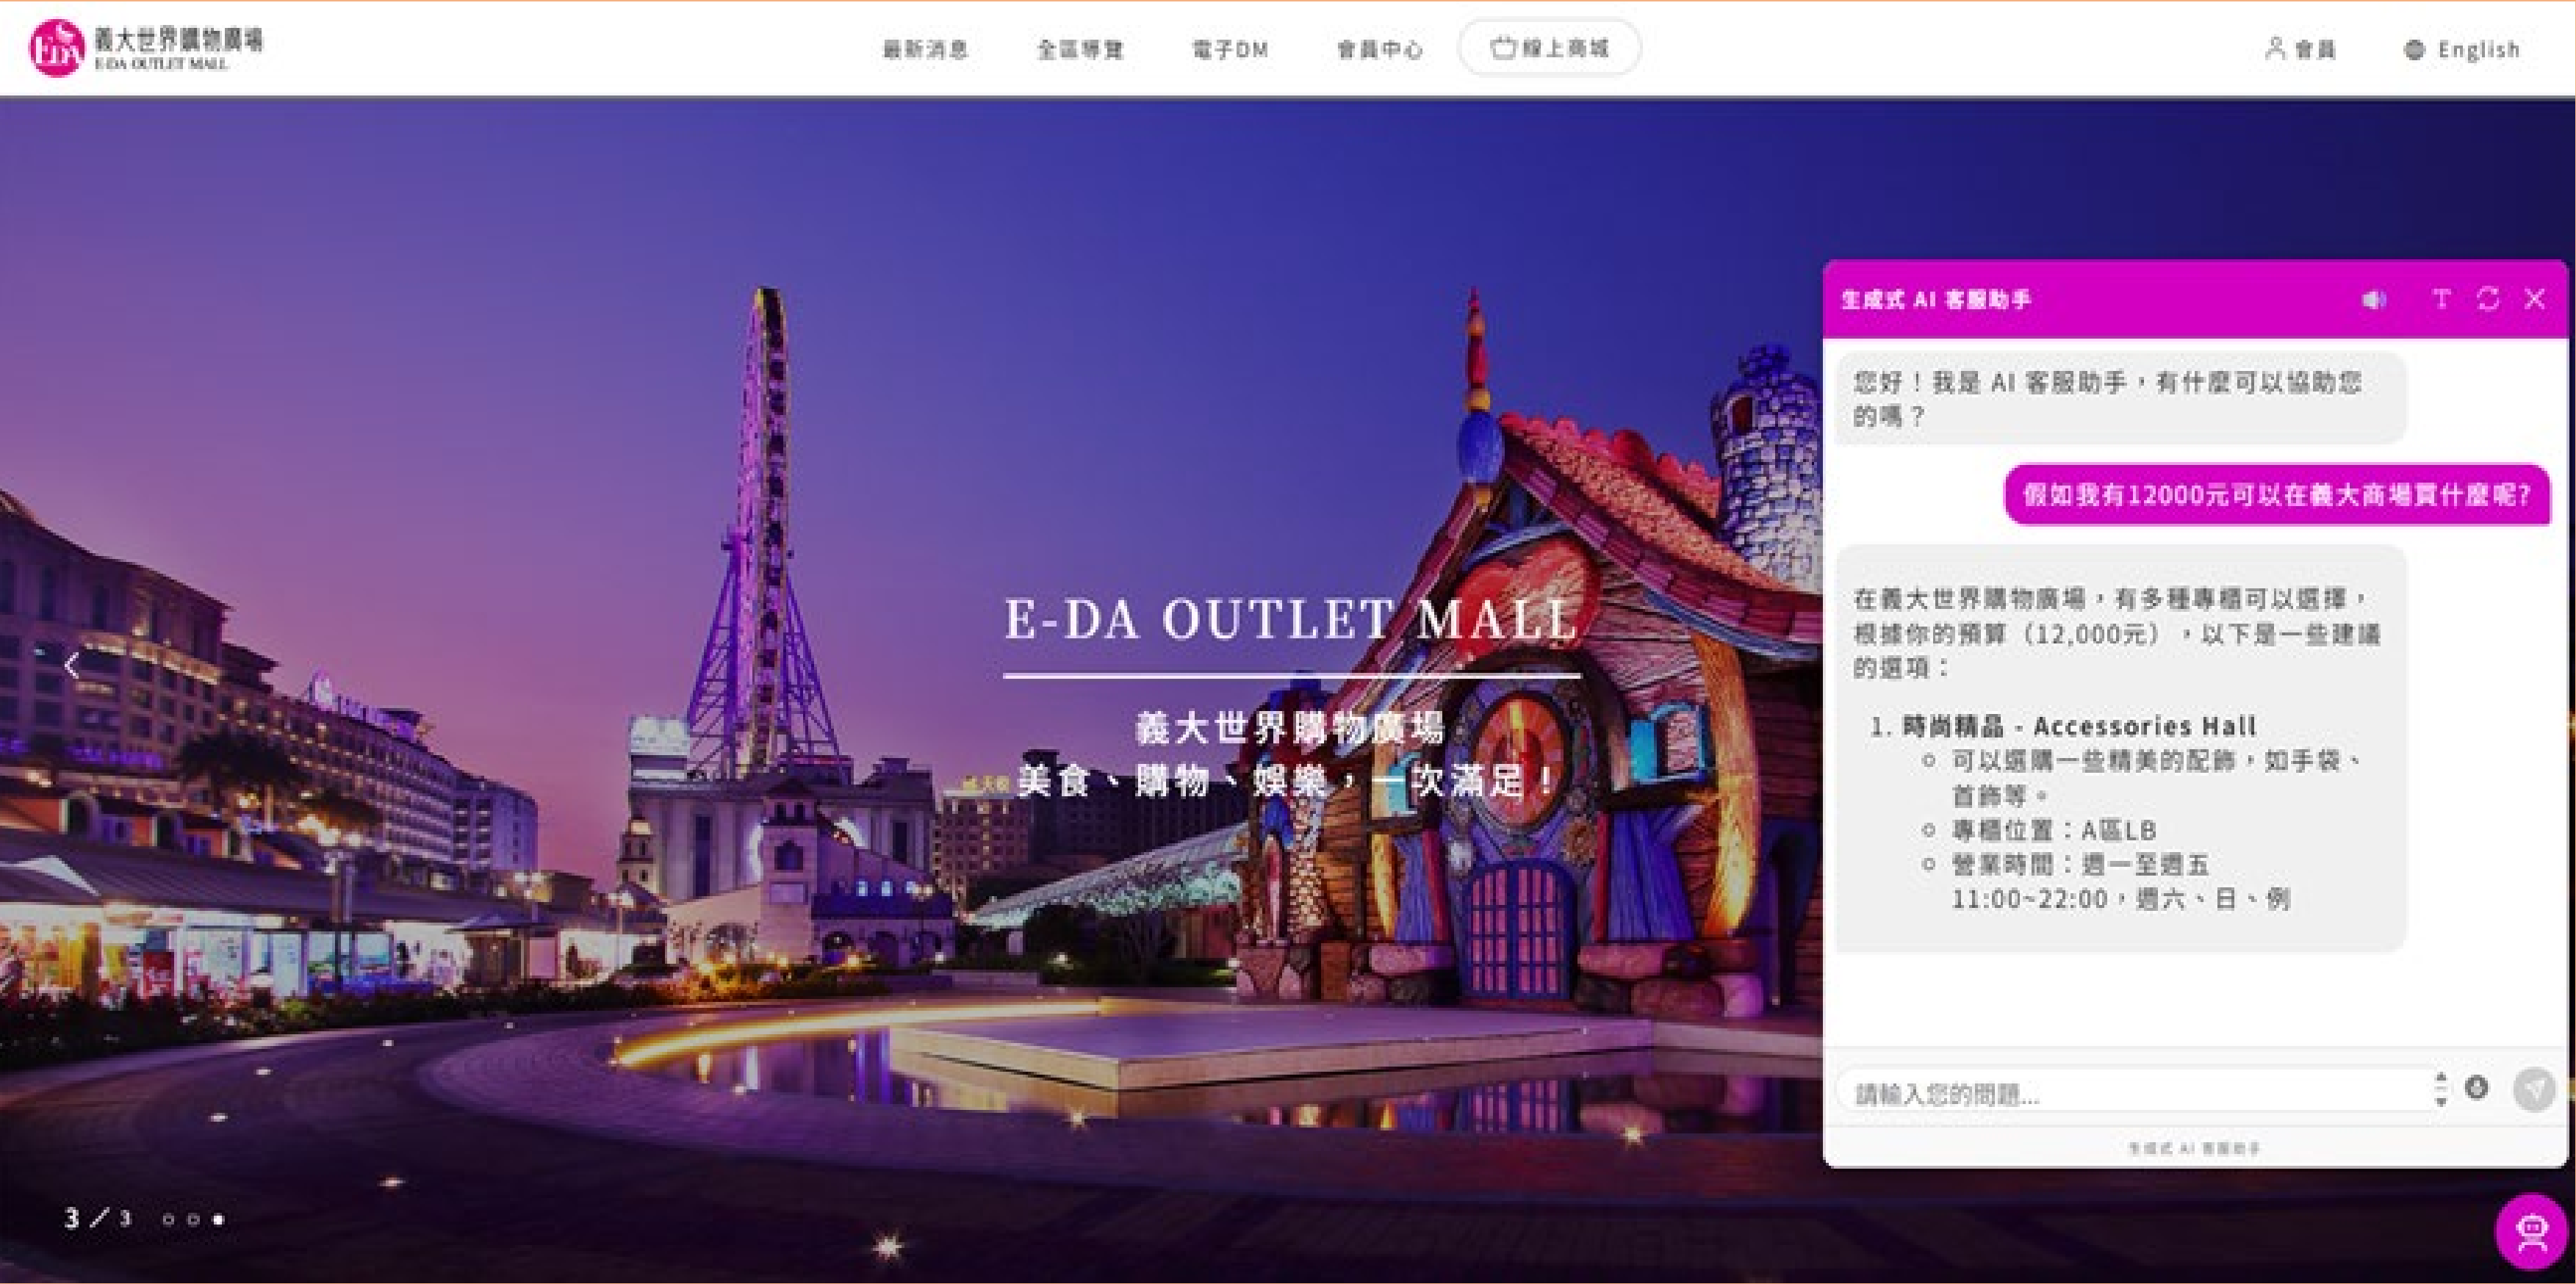 EDA
義大世界購物廣場
E-DA OUTLET MALL
最新消息
全區導覽
電子DM
會員中心
線上商城
會員
English
E-DA OUTLET MALL
義大世界購物廣場
美食、購物、娛樂，一次滿足！
3 / 3
生成式 AI 客服助手
T
您好！我是 AI 客服助手，有什麼可以協助您
的嗎？
假如我有12000元可以在義大商場買什麼呢?
在義大世界購物廣場，有多種專櫃可以選擇，
根據你的預算（12,000元），以下是一些建議
的選項：
1. 時尚精品 - Accessories Hall
可以選購一些精美的配飾，如手袋、
首飾等。
專櫃位置：A區LB
營業時間：週一至週五
11:00~22:00，週六、日、例
請輸入您的問題...
生成式 AI 客服助手